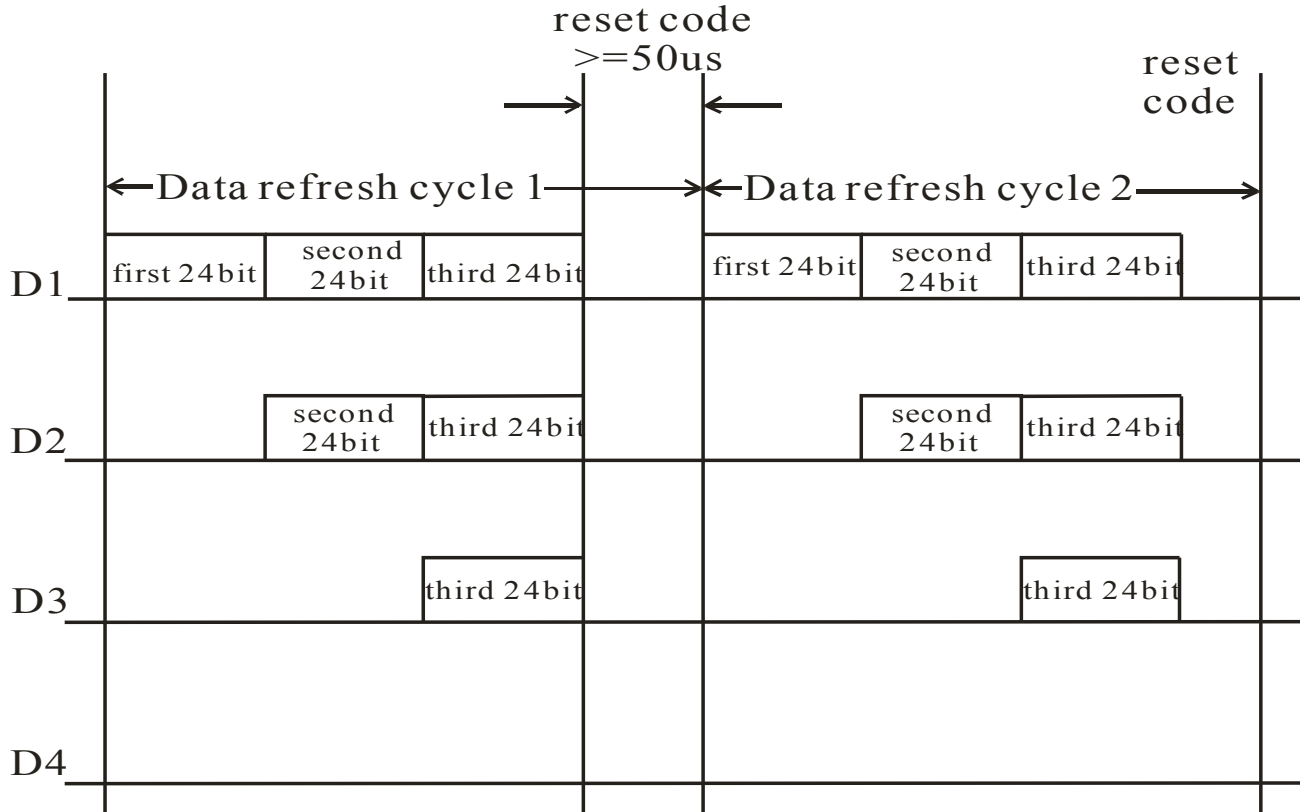 reset code
>=50us
reset
code
Data refresh cycle 1
Data refresh cycle 2
D1
first 24bit
second
24bit
third 24bit
first 24bit
second
24bit
third 24bit
D2
second
24bit
third 24bit
second
24bit
third 24bit
D3
third 24bit
third 24bit
D4